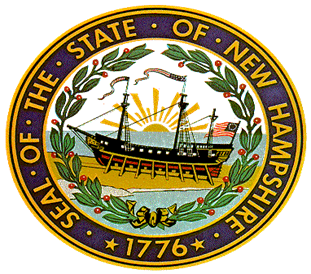 SEAL · OF · THE · STATE · OF · NEW HAMPSHIRE ·
★ 1776 ★